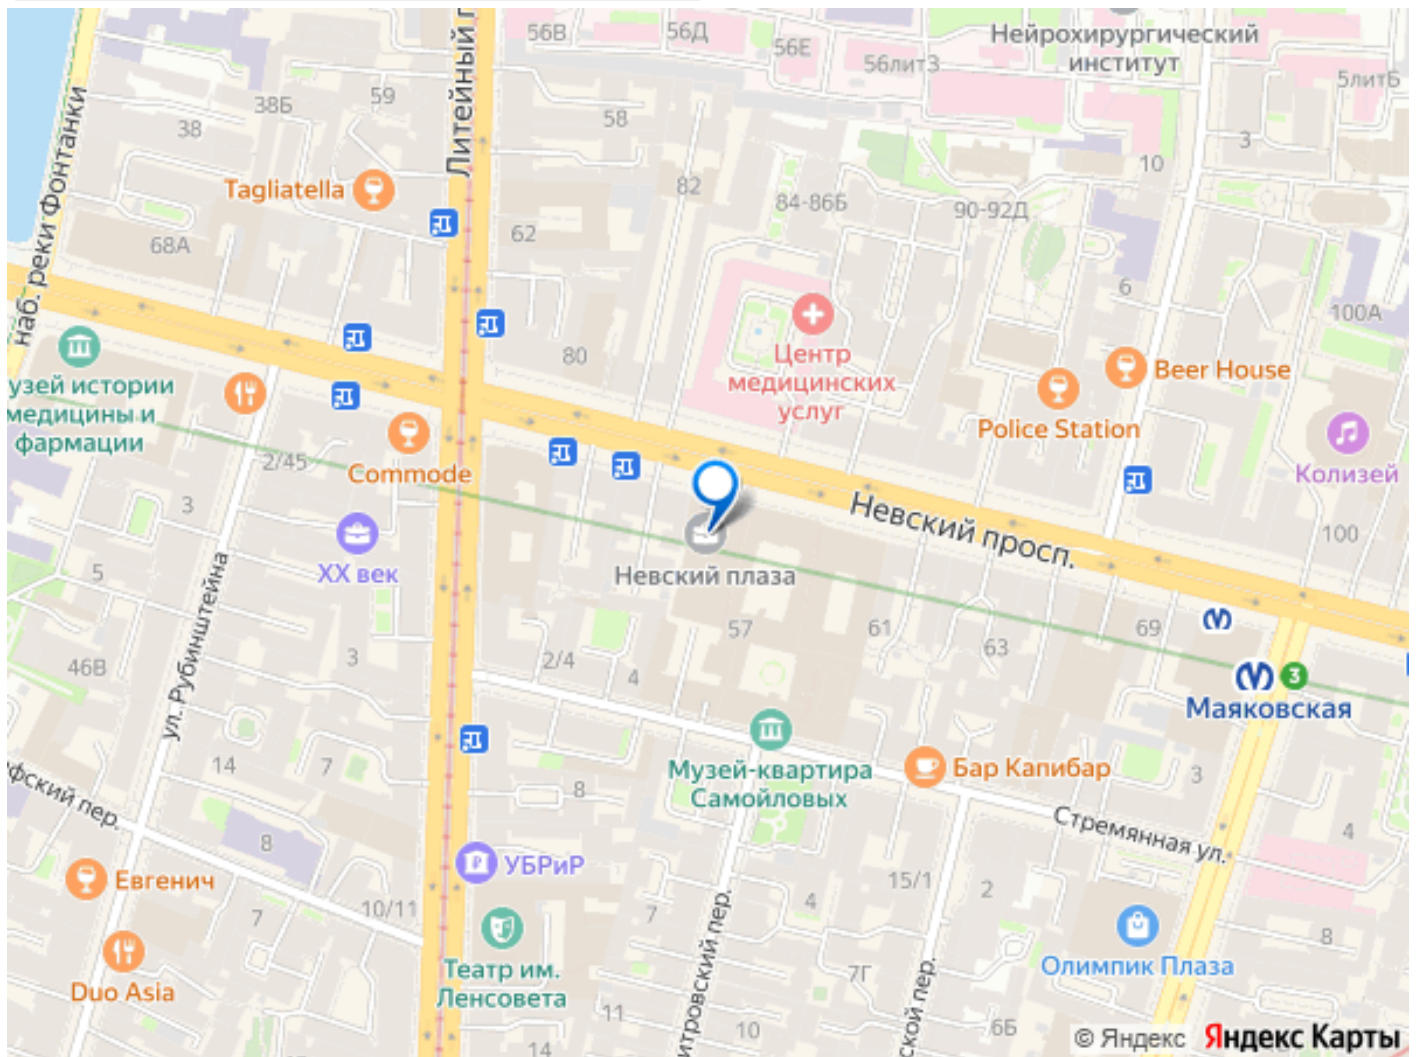 56В
56Д
56Е
56лит3
Нейрохирургический
институт
5литБ
Литейный п
59
38Б
38
58
3
10
наб. реки Фонтанки
Tagliatella
82
84-86Б
90-92Д
68А
62
6
100А
80
Центр
медицинских
услуг
Beer House
Police Station
узей истории
медицины и
фармации
Commode
2/45
Колизей
Невский просп.
3
100
XX век
Невский плаза
5
ул. Рубинштейна
57
61
63
69
46В
3
2/4
4
3
Маяковская
14
7
8
Музей-квартира
Самойловых
Бар Капибар
3
фский пер.
Стремянная ул.
4
8
УБРиР
Евгенич
10/11
7
7
4
15/1
2
8
Театр им.
Ленсовета
Duo Asia
Олимпик Плаза
7Г
11
итровский пер.
10
ской пер.
6Б
14
© Яндекс Яндекс Карты